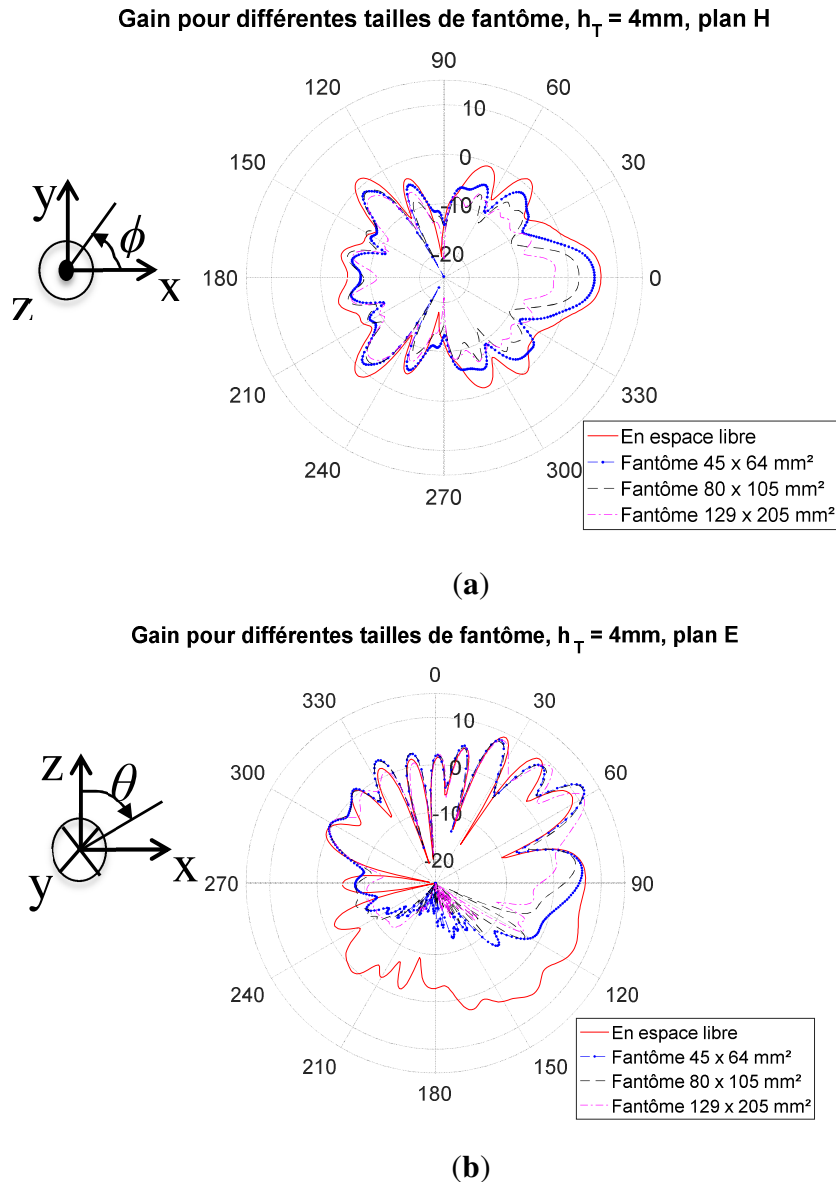 Gain pour différentes tailles de fantôme, h_T = 4mm, plan H
90
120
60
10
150
0
30
-10
y
ϕ
-20
180
0
x
z
210
330
240
300
270
En espace libre
Fantôme 45 x 64 mm²
Fantôme 80 x 105 mm²
Fantôme 129 x 205 mm²
(a)
Gain pour différentes tailles de fantôme, h_T = 4mm, plan E
0
330
30
10
z
θ
300
0
60
-10
-20
y
x
270
90
240
120
210
150
180
En espace libre
Fantôme 45 x 64 mm²
Fantôme 80 x 105 mm²
Fantôme 129 x 205 mm²
(b)